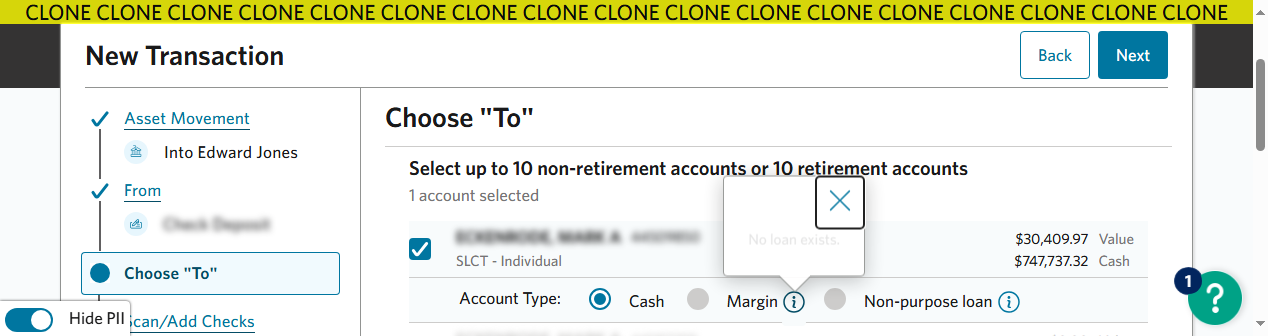 CLONE CLONE CLONE CLONE CLONE CLONE CLONE CLONE CLONE CLONE CLONE CLONE CLONE CLONE CLONE CLONE CLONE
New Transaction
Back
Next
Asset Movement
Into Edward Jones
From
Check Deposit
Choose "To"
Scan/Add Checks
Hide PII
Choose "To"
Select up to 10 non-retirement accounts or 10 retirement accounts
1 account selected
No loan exists.
SLCT - Individual
$30,409.97 Value
$747,737.32 Cash
Account Type: Cash Margin i Non-purpose loan i
1
?